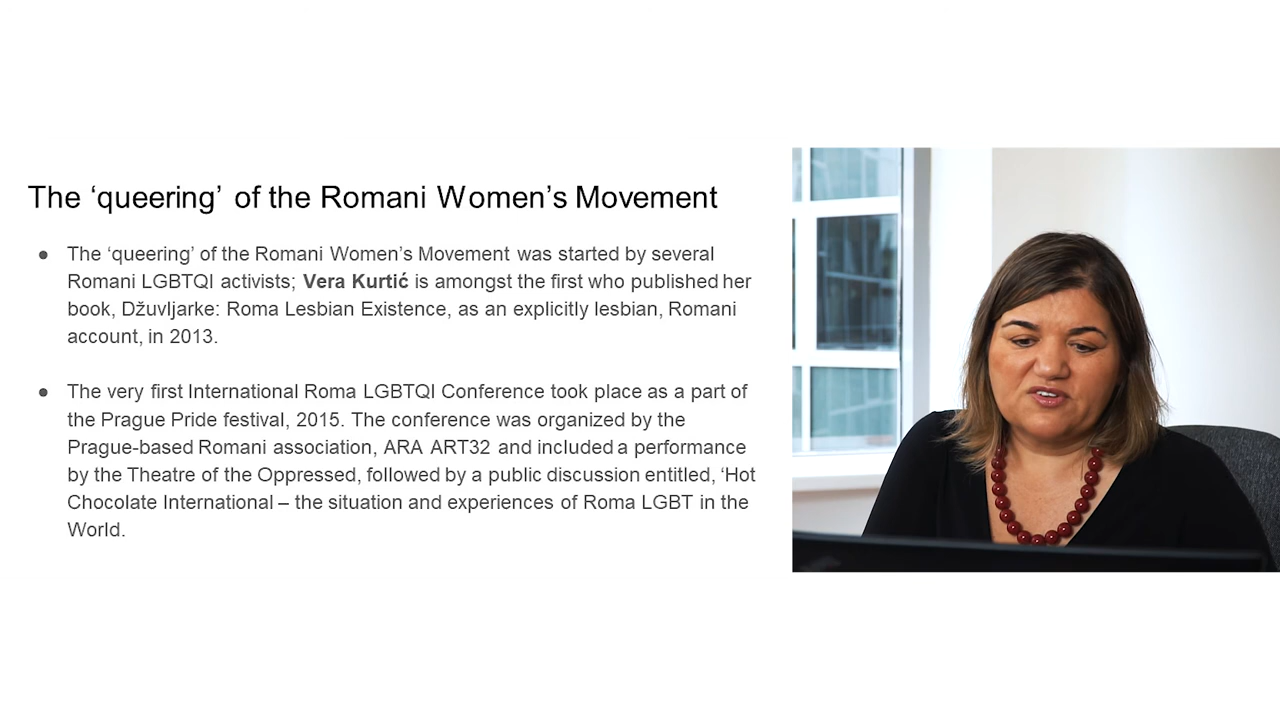 The ‘queering’ of the Romani Women’s Movement
● The ‘queering’ of the Romani Women’s Movement was started by several
Romani LGBTQI activists; Vera Kurtić is amongst the first who published her
book, Džuvljarke: Roma Lesbian Existence, as an explicitly lesbian, Romani
account, in 2013.
● The very first International Roma LGBTQI Conference took place as a part of
the Prague Pride festival, 2015. The conference was organized by the
Prague-based Romani association, ARA ART32 and included a performance
by the Theatre of the Oppressed, followed by a public discussion entitled, ‘Hot
Chocolate International – the situation and experiences of Roma LGBT in the
World.